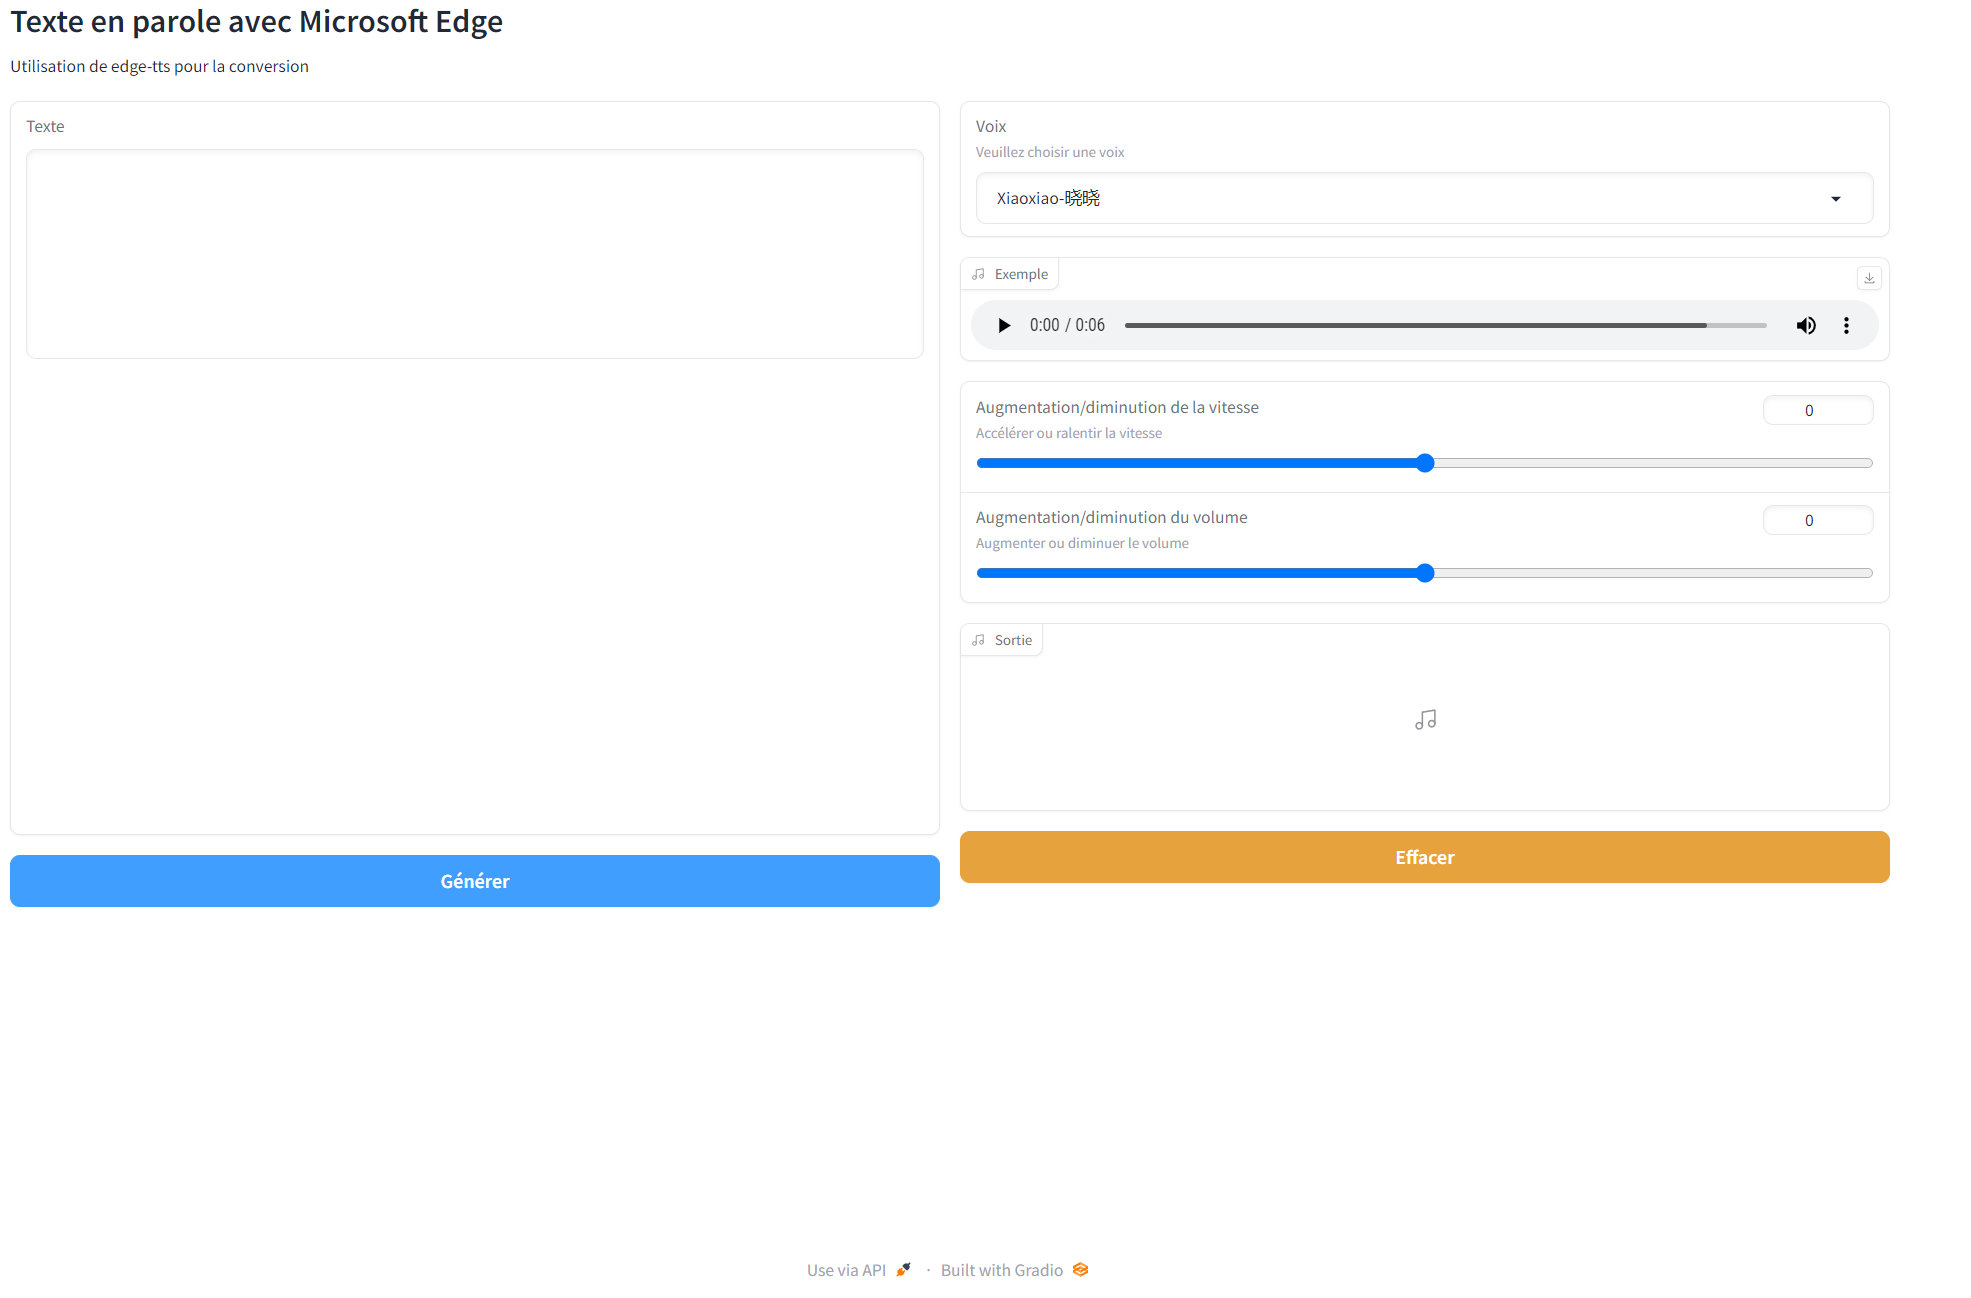 Texte en parole avec Microsoft Edge
Utilisation de edge-tts pour la conversion
Texte
Générer
Voix
Veuillez choisir une voix
Xiaoxiao-晓晓
Exemple
0:00 / 0:06
Augmentation/diminution de la vitesse
0
Accélérer ou ralentir la vitesse
Augmentation/diminution du volume
0
Augmenter ou diminuer le volume
Sortie
Effacer
Use via API · Built with Gradio